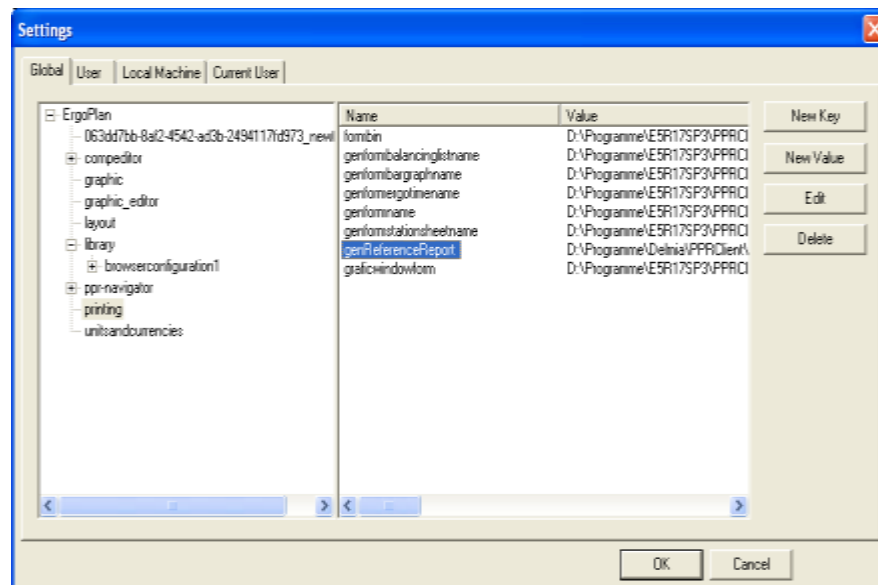 Settings
Global User Local Machine Current User
ErgoPlan
063dd7bb-8af2-4542-ad3b-2494117fd973_newl
compeditor
graphic
graphic_editor
layout
library
browserconfiguration1
ppr-navigator
printing
unitsandcurrencies
Name Value
formbin D:\Programme\E5R17SP3\PPRCl
genformbalancinglistname D:\Programme\E5R17SP3\PPRCl
genformbargraphname D:\Programme\E5R17SP3\PPRCl
genformergotimename D:\Programme\E5R17SP3\PPRCl
genformname D:\Programme\E5R17SP3\PPRCl
genformstationsheetname D:\Programme\E5R17SP3\PPRCl
genReferenceReport D:\Programme\Delmia\PPRClient\
graficwindowform D:\Programme\E5R17SP3\PPRCl
New Key
New Value
Edit
Delete
OK Cancel